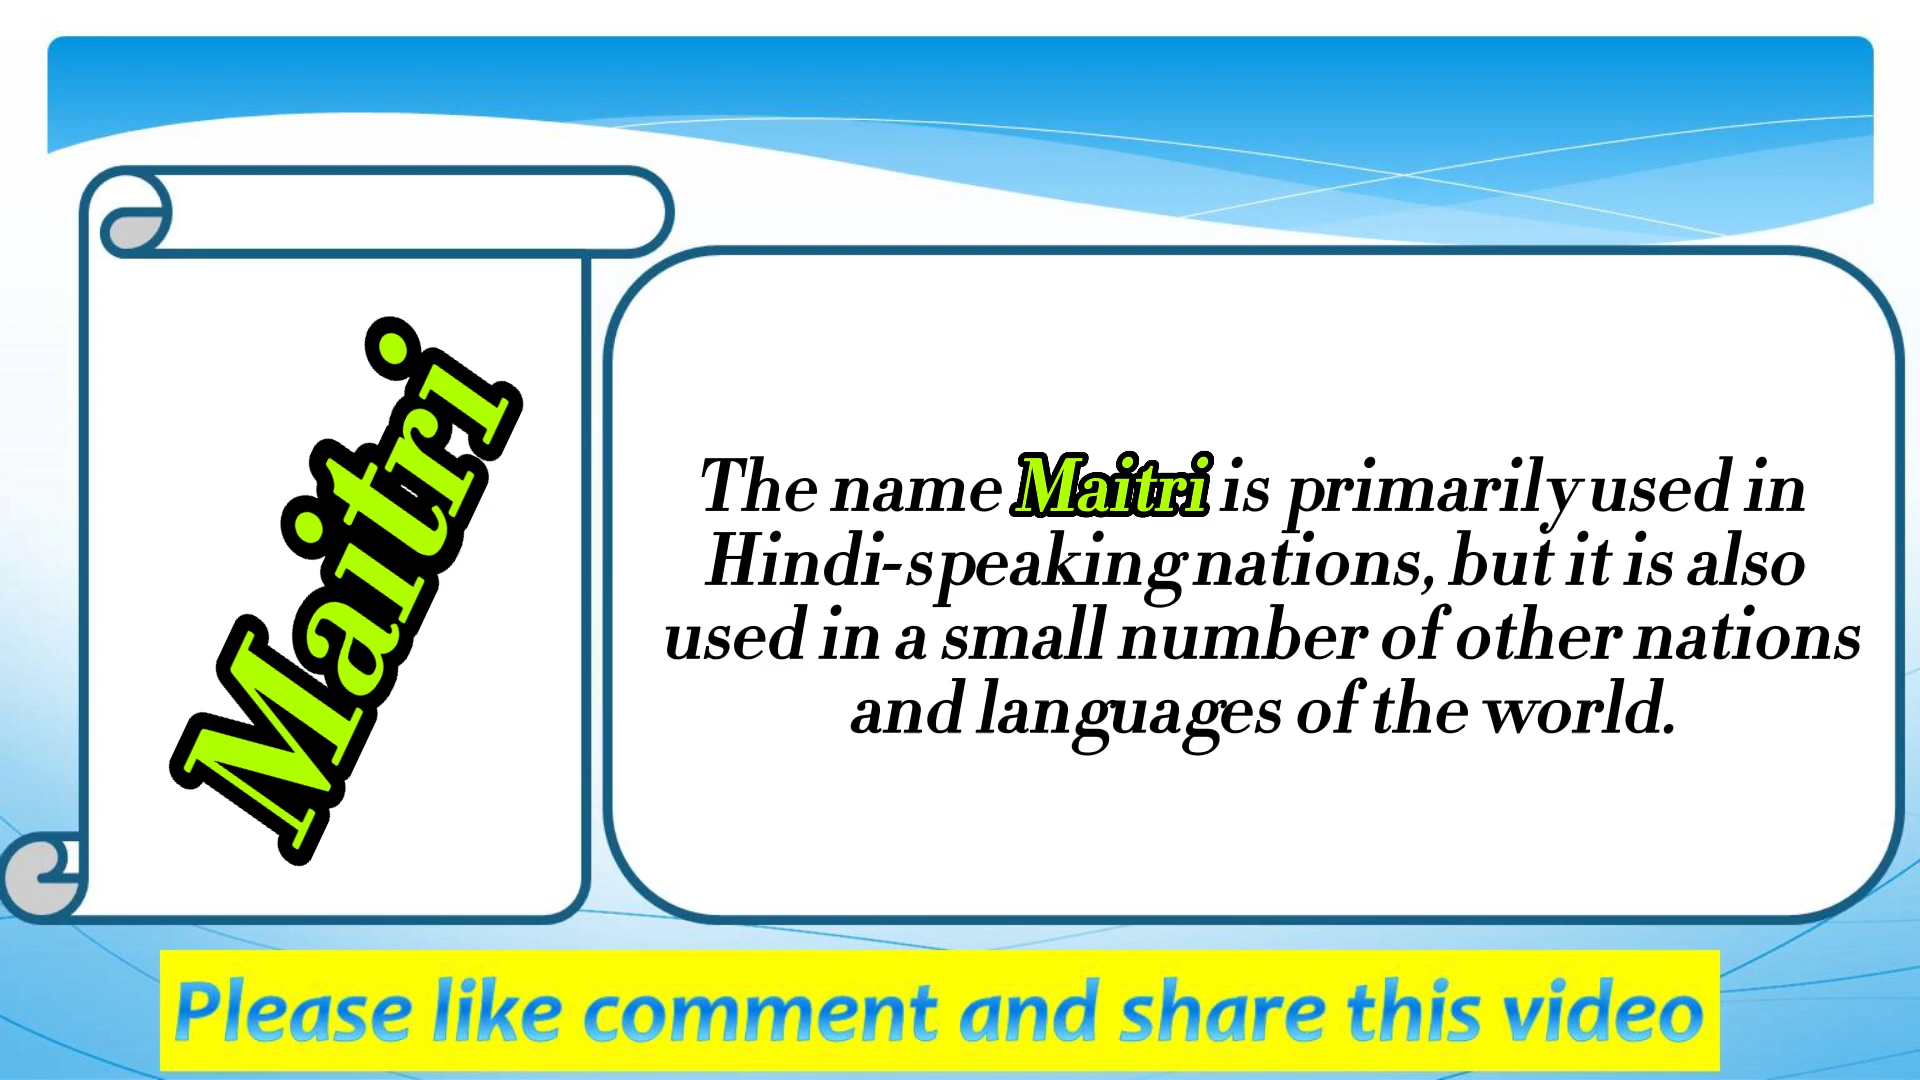 Maitri
The name Maitri is primarily used in
Hindi-speaking nations, but it is also
used in a small number of other nations
and languages of the world.
Please like comment and share this video